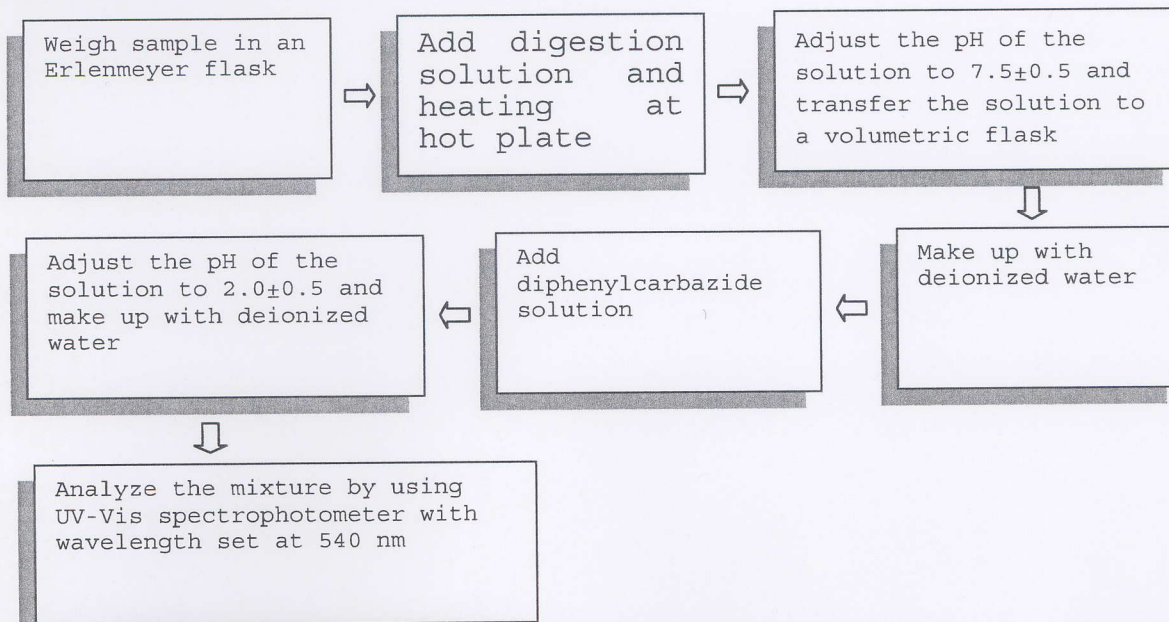 Weigh sample in an
Erlenmeyer flask
Add digestion
solution and
heating at
hot plate
Adjust the pH of the
solution to 7.5±0.5 and
transfer the solution to
a volumetric flask
Make up with
deionized water
Add
diphenylcarbazide
solution
Adjust the pH of the
solution to 2.0±0.5 and
make up with deionized
water
Analyze the mixture by using
UV-Vis spectrophotometer with
wavelength set at 540 nm